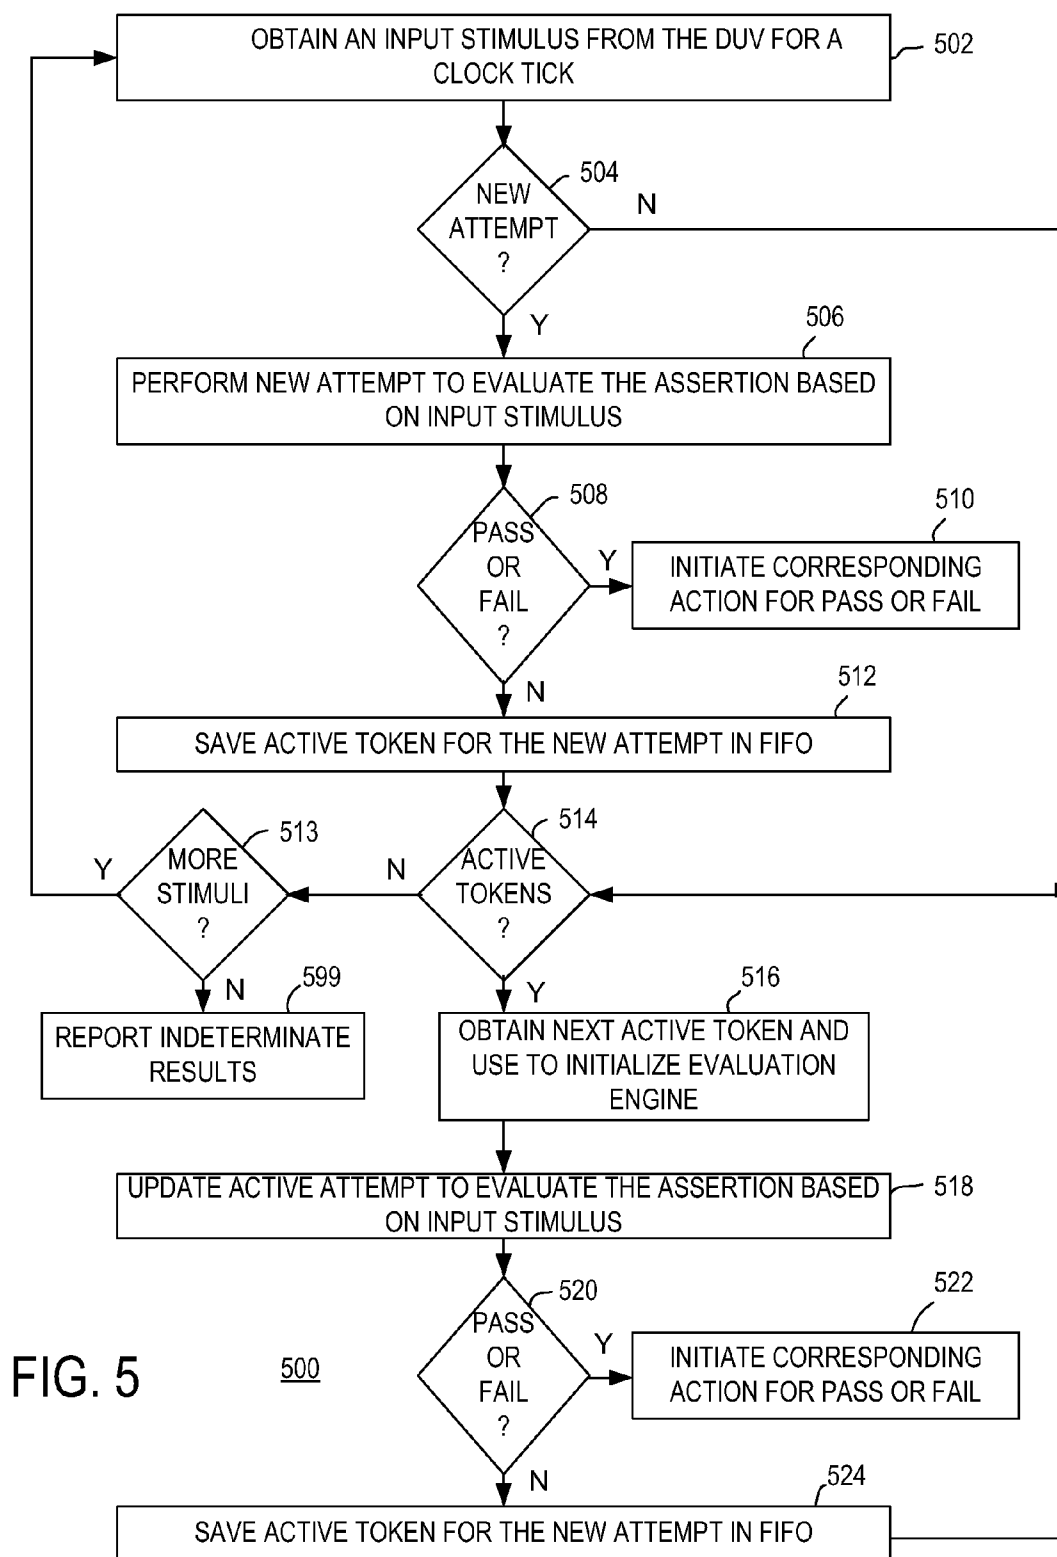 OBTAIN AN INPUT STIMULUS FROM THE DUV FOR A
CLOCK TICK
502
504
NEW
ATTEMPT
?
N
Y
506
PERFORM NEW ATTEMPT TO EVALUATE THE ASSERTION BASED
ON INPUT STIMULUS
508
PASS
OR
FAIL
?
Y
510
INITIATE CORRESPONDING
ACTION FOR PASS OR FAIL
N
512
SAVE ACTIVE TOKEN FOR THE NEW ATTEMPT IN FIFO
513
MORE
STIMULI
?
Y
N
514
ACTIVE
TOKENS
?
N
Y
599
REPORT INDETERMINATE
RESULTS
516
OBTAIN NEXT ACTIVE TOKEN AND
USE TO INITIALIZE EVALUATION
ENGINE
UPDATE ACTIVE ATTEMPT TO EVALUATE THE ASSERTION BASED
ON INPUT STIMULUS
518
520
PASS
OR
FAIL
?
Y
522
INITIATE CORRESPONDING
ACTION FOR PASS OR FAIL
FIG. 5
500
N
524
SAVE ACTIVE TOKEN FOR THE NEW ATTEMPT IN FIFO